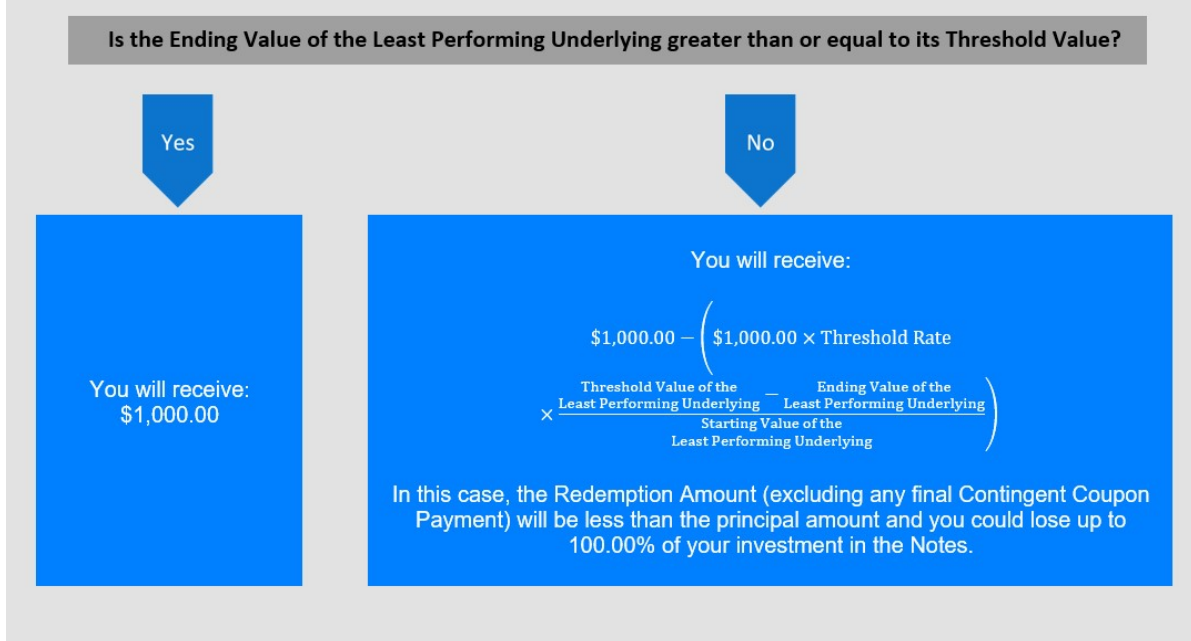 Is the Ending Value of the Least Performing Underlying greater than or equal to its Threshold Value?
Yes
No
You will receive:
$1,000.00
You will receive:
$1,000.00 − ( $1,000.00 × Threshold Rate
× Threshold Value of the Least Performing Underlying − Ending Value of the Least Performing Underlying
Starting Value of the
Least Performing Underlying )
In this case, the Redemption Amount (excluding any final Contingent Coupon
Payment) will be less than the principal amount and you could lose up to
100.00% of your investment in the Notes.